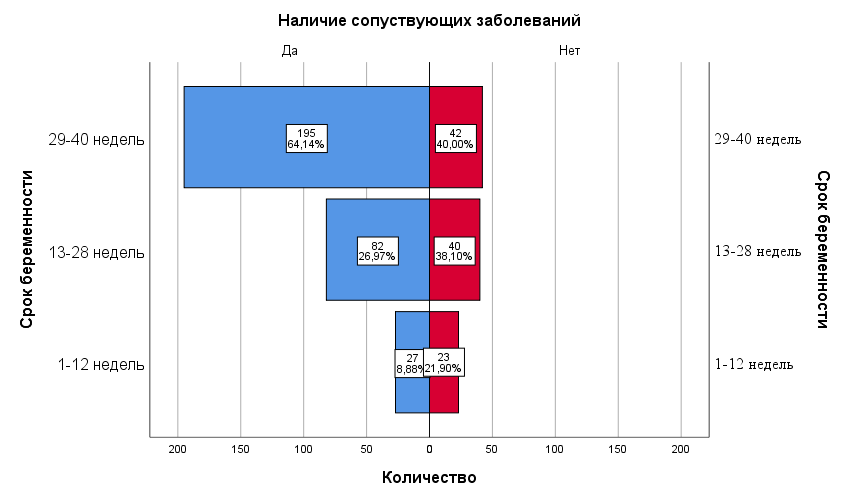 Наличие сопуствующих заболеваний
Да
Нет
Срок беременности
29-40 недель
195
64,14%
42
40,00%
29-40 недель
13-28 недель
82
26,97%
40
38,10%
13-28 недель
1-12 недель
27
8,88%
23
21,90%
1-12 недель
Срок беременности
200 150 100 50 0 50 100 150 200
Количество